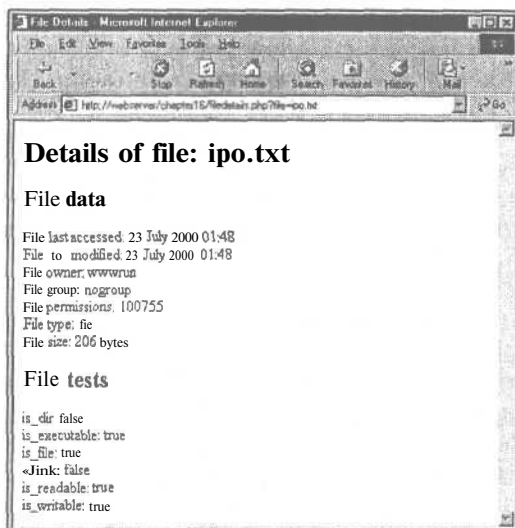 File Details - Microsoft Internet Explorer
File Edit View Favorites Tools Help
Back Stop Refresh Home Search Favorites History Mail
Address http://webserver/chapter16/filedetails.php?file=ipo.txt Go
Details of file: ipo.txt
File data
File last accessed: 23 July 2000 01:48
File to modified: 23 July 2000 01:48
File owner: wwwrun
File group: nogroup
File permissions: 100755
File type: fie
File size: 206 bytes
File tests
is_dir false
is_executable: true
is_file: true
«Jink: false
is_readable: true
is_writable: true